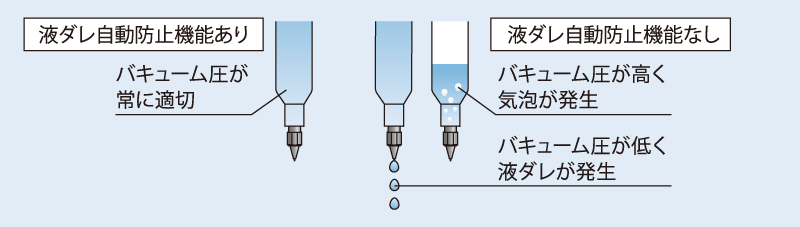 液ダレ自動防止機能あり
バキューム圧が
常に適切
液ダレ自動防止機能なし
バキューム圧が高く
気泡が発生
バキューム圧が低く
液ダレが発生